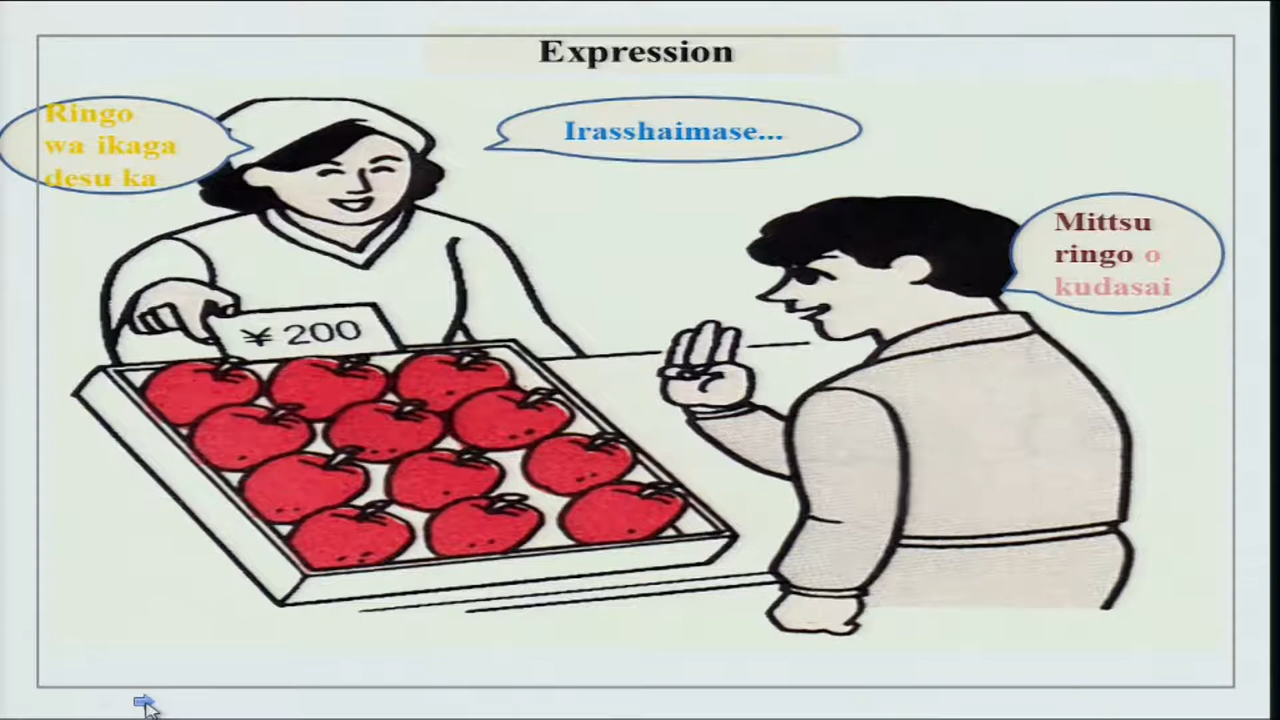 Expression
Irasshaimase...
Ringo
wa ikaga
desu ka
Mittsu
ringo o
kudasai
¥ 200